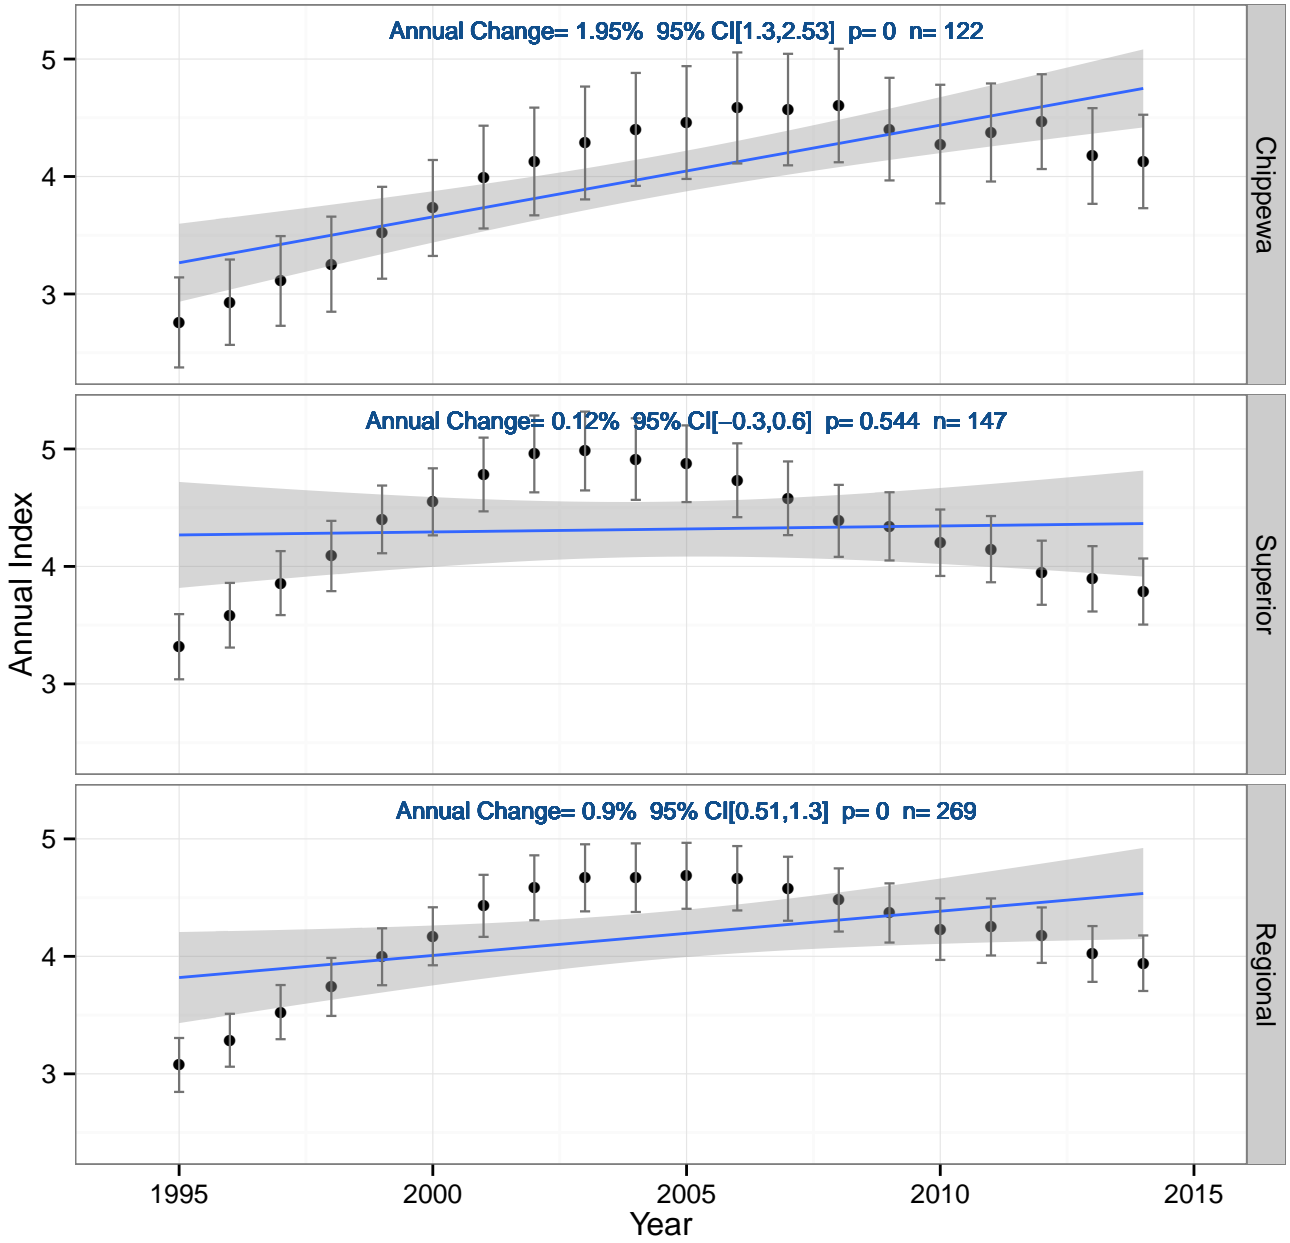 Annual Change= 1.95%  95% CI[1.3,2.53]  p= 0  n= 122
5
4
3
Chippewa
Annual Change= 0.12%  95% CI[−0.3,0.6]  p= 0.544  n= 147
5
4
3
Superior
Annual Index
Annual Change= 0.9%  95% CI[0.51,1.3]  p= 0  n= 269
5
4
3
Regional
1995 2000 2005 2010 2015
Year